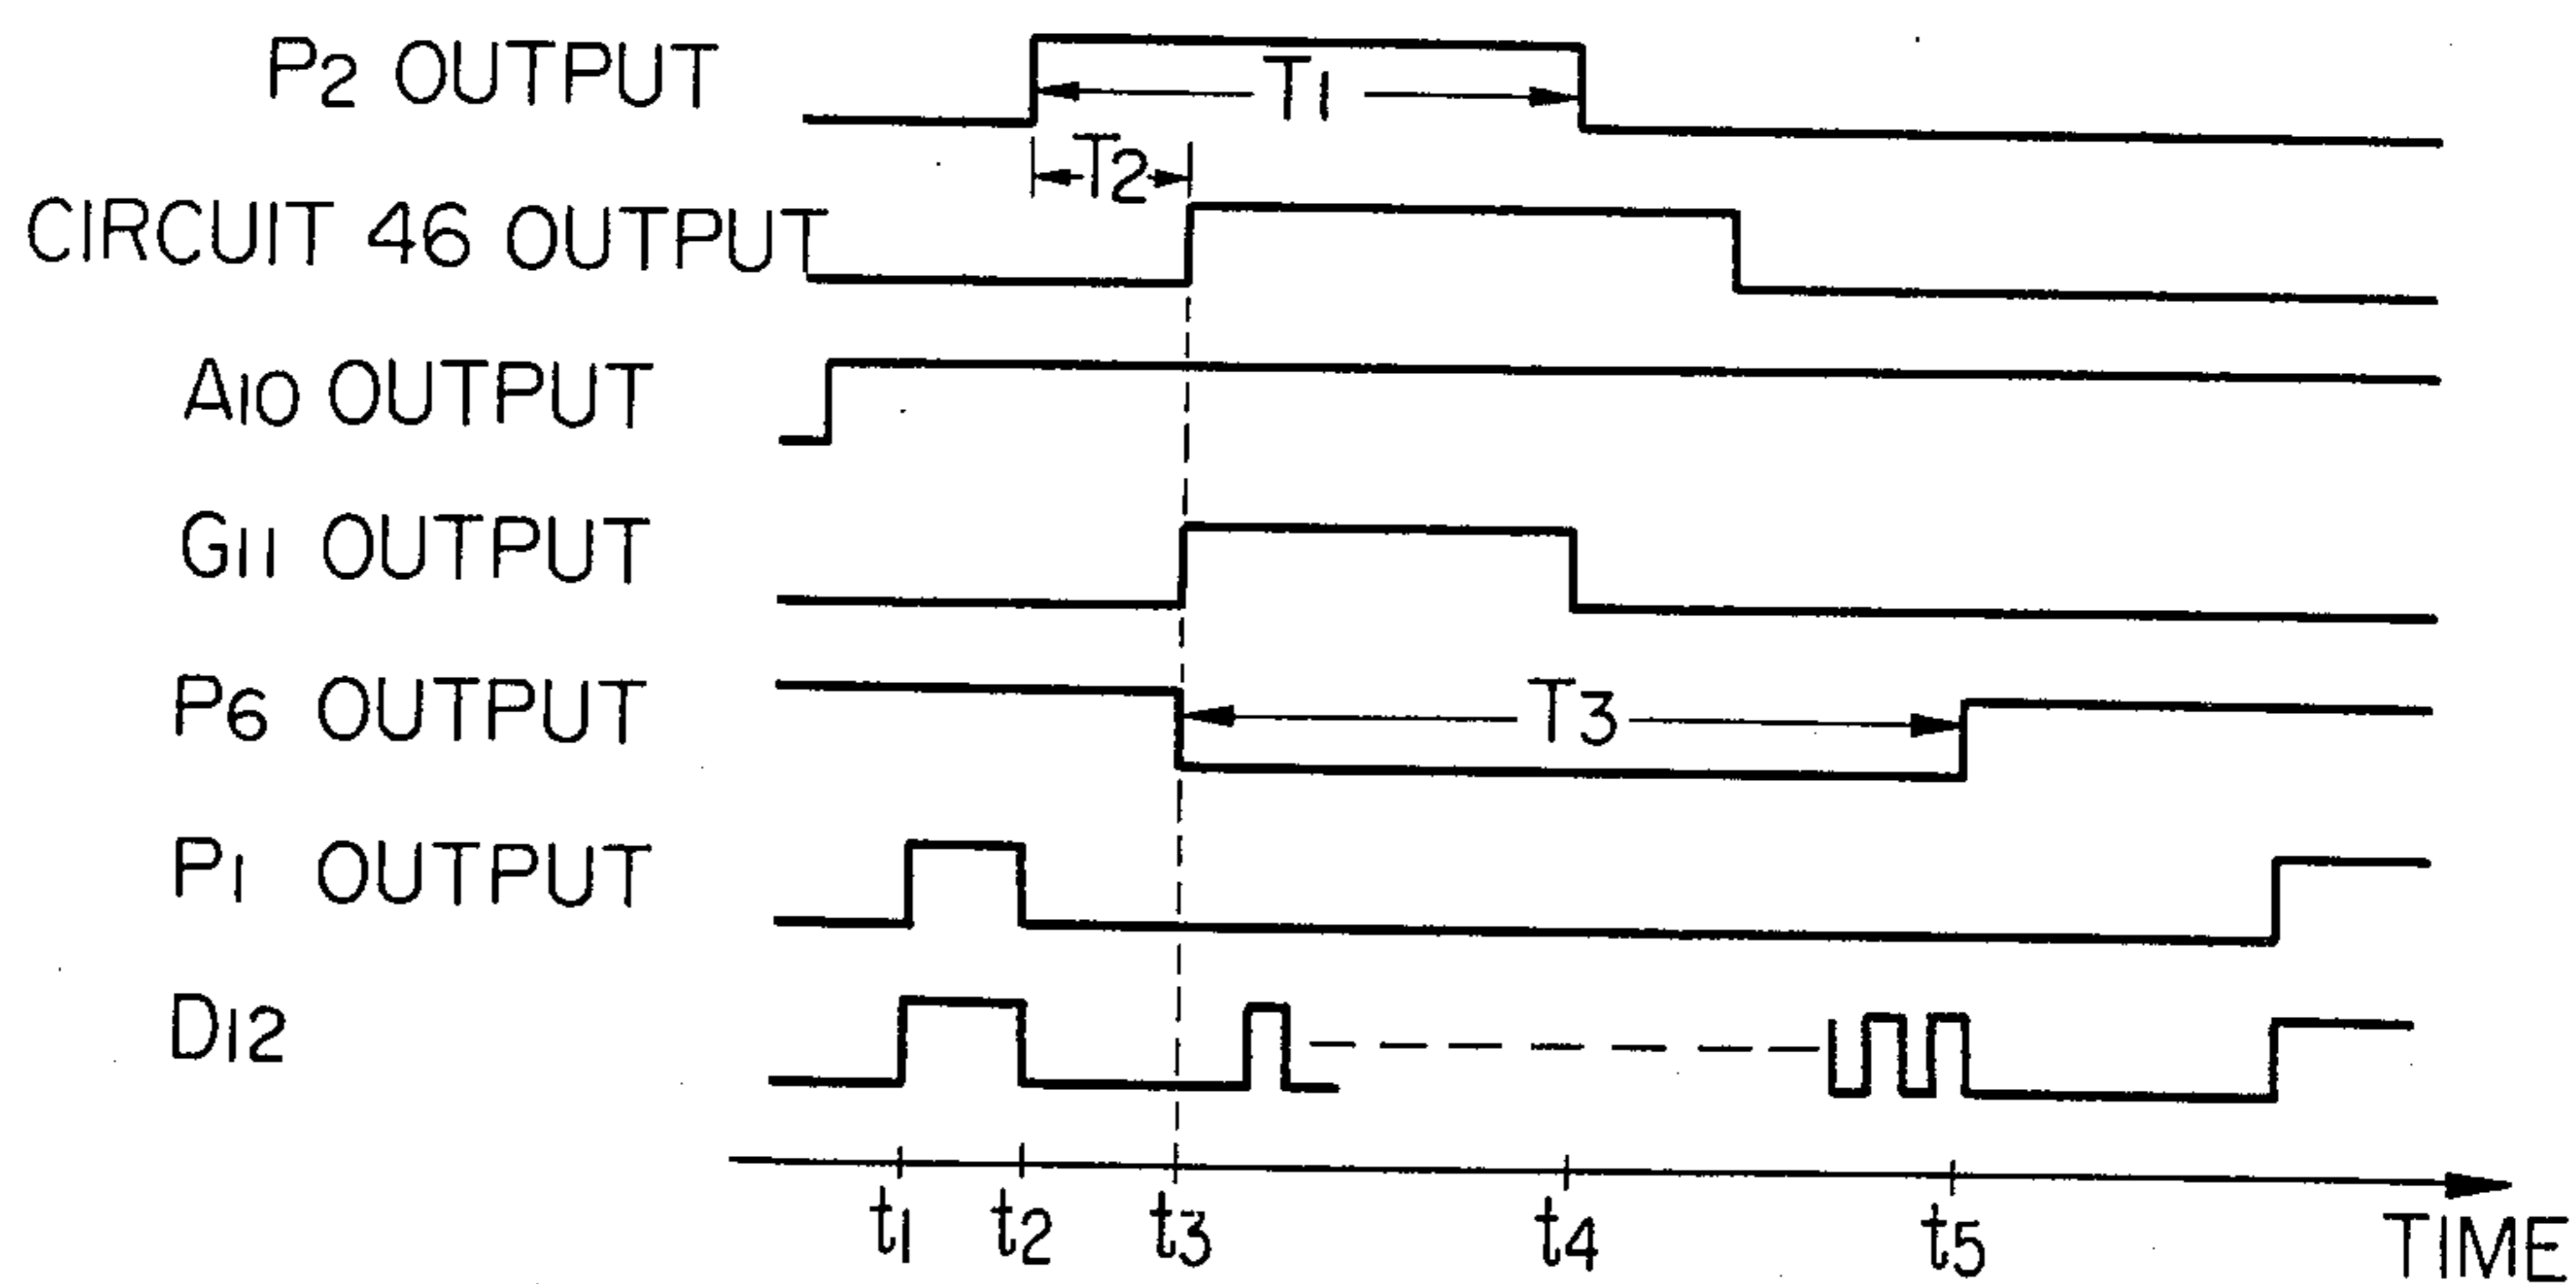 P2 OUTPUT
T1
T2
CIRCUIT 46 OUTPUT
A10 OUTPUT
G11 OUTPUT
P6 OUTPUT
T3
P1 OUTPUT
D12
t1 t2 t3 t4 t5 TIME